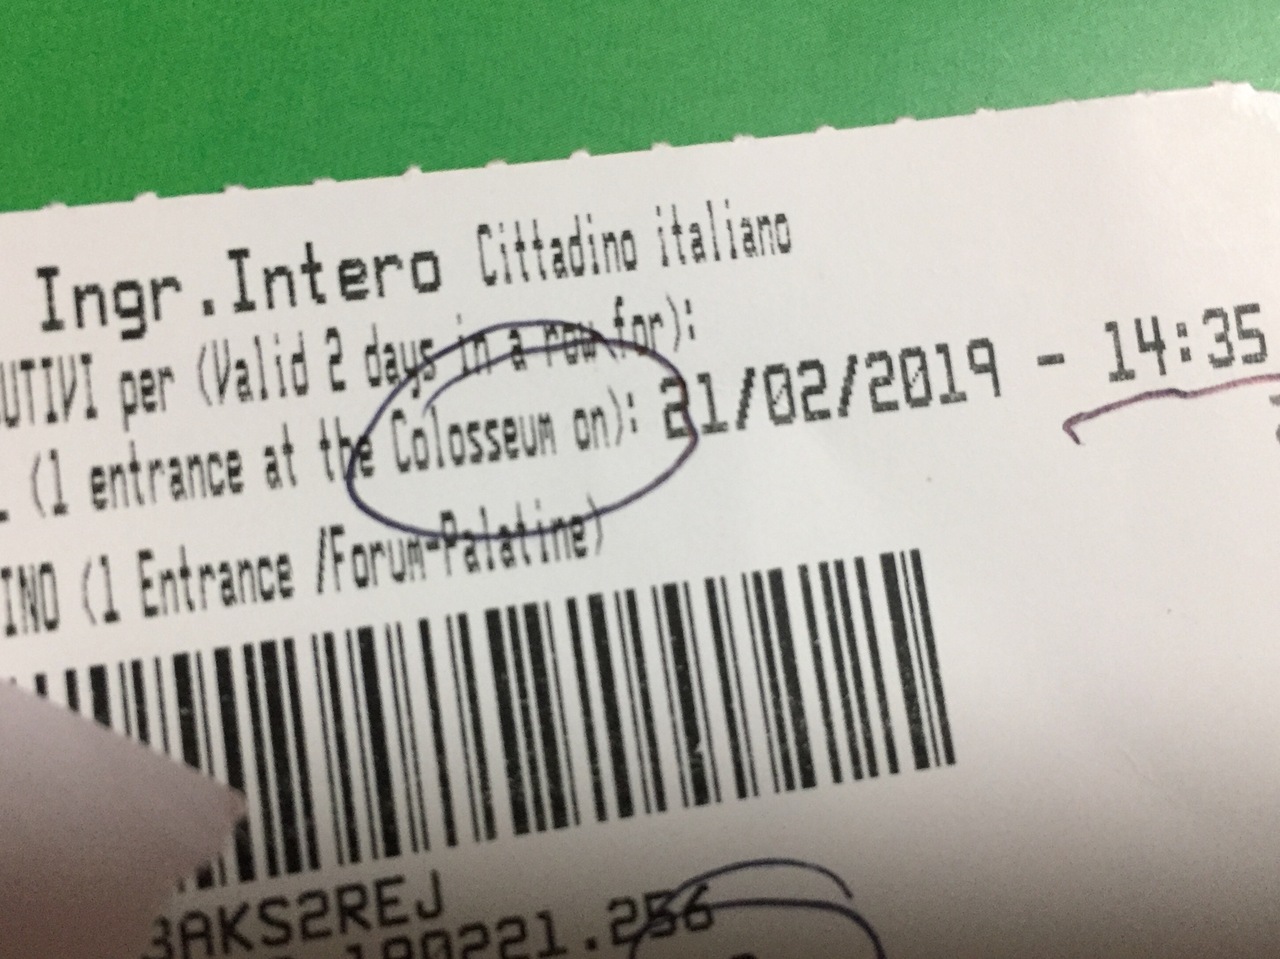 Ingr.Intero Cittadino italiano
UTIVI per (Valid 2 days in a row for):
(1 entrance at the Colosseum on): 21/02/2019 - 14:35
INO (1 Entrance /Forum-Palatine)
3AKS2REJ
190221.256